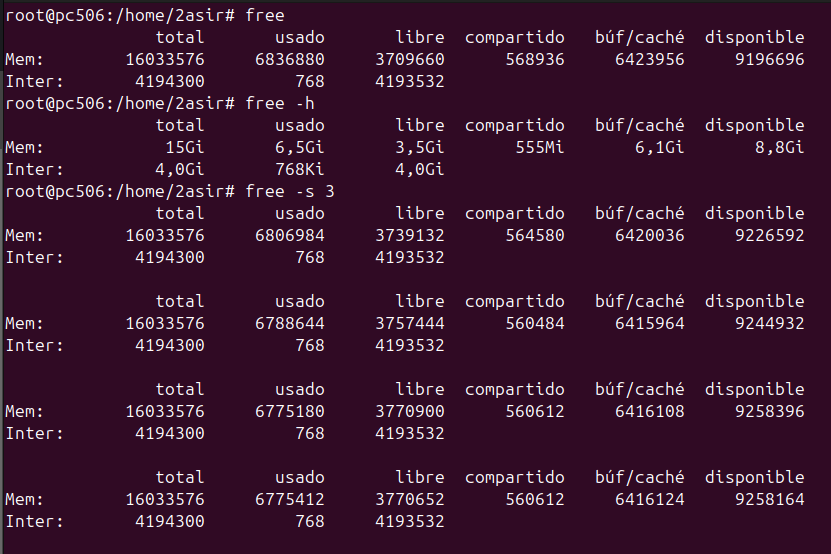 root@pc506:/home/2asir# free
total usado libre compartido búf/caché disponible
Mem: 16033576 6836880 3709660 568936 6423956 9196696
Inter: 4194300 768 4193532
root@pc506:/home/2asir# free -h
total usado libre compartido búf/caché disponible
Mem: 15Gi 6,5Gi 3,5Gi 555Mi 6,1Gi 8,8Gi
Inter: 4,0Gi 768Ki 4,0Gi
root@pc506:/home/2asir# free -s 3
total usado libre compartido búf/caché disponible
Mem: 16033576 6806984 3739132 564580 6420036 9226592
Inter: 4194300 768 4193532
total usado libre compartido búf/caché disponible
Mem: 16033576 6788644 3757444 560484 6415964 9244932
Inter: 4194300 768 4193532
total usado libre compartido búf/caché disponible
Mem: 16033576 6775180 3770900 560612 6416108 9258396
Inter: 4194300 768 4193532
total usado libre compartido búf/caché disponible
Mem: 16033576 6775412 3770652 560612 6416124 9258164
Inter: 4194300 768 4193532